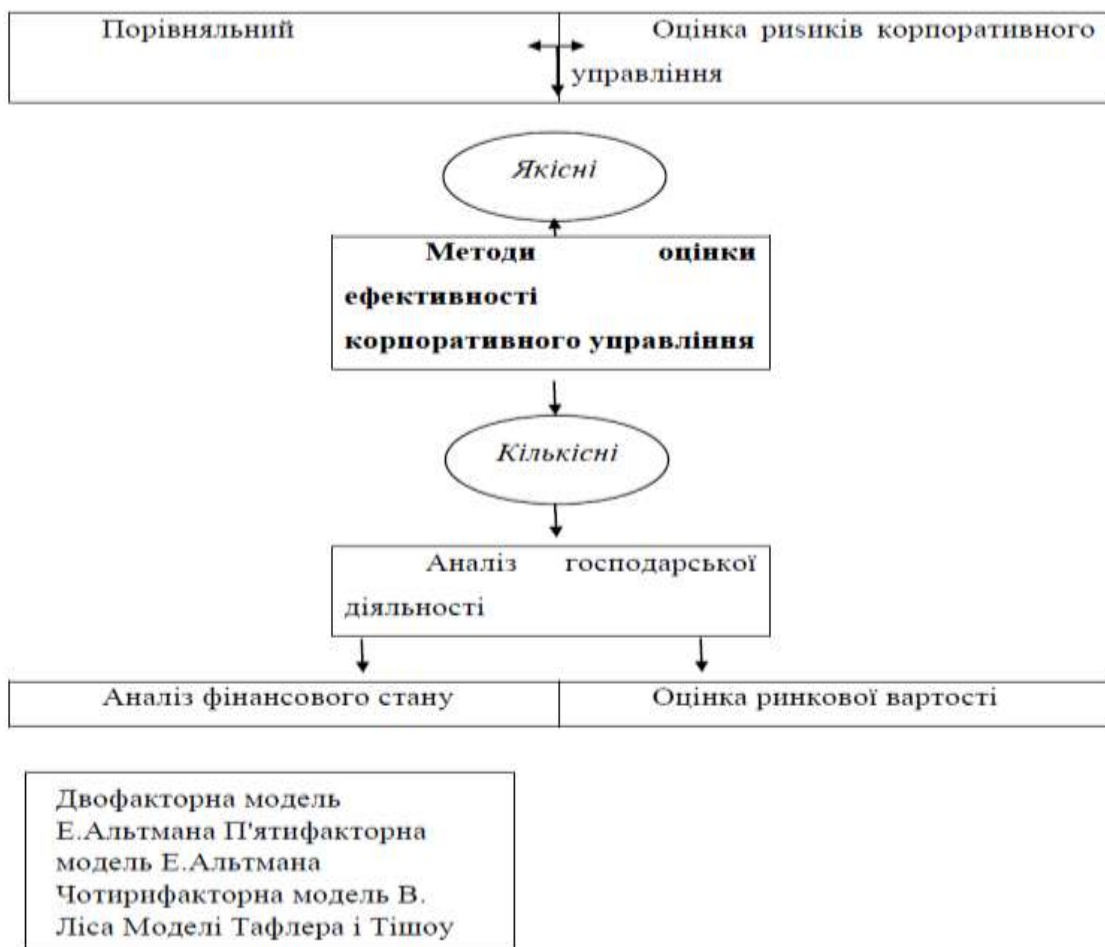 Порівняльний
Оцінка риѕиків корпоративного
управління
Якісні
Методи оцінки
ефективності
корпоративного управління
Кількісні
Аналіз господарської
діяльності
Аналіз фінансового стану
Оцінка ринкової вартості
Двофакторна модель
Е.Альтмана П'ятифакторна
модель Е.Альтмана
Чотирифакторна модель В.
Ліса Моделі Тафлера і Тішоу